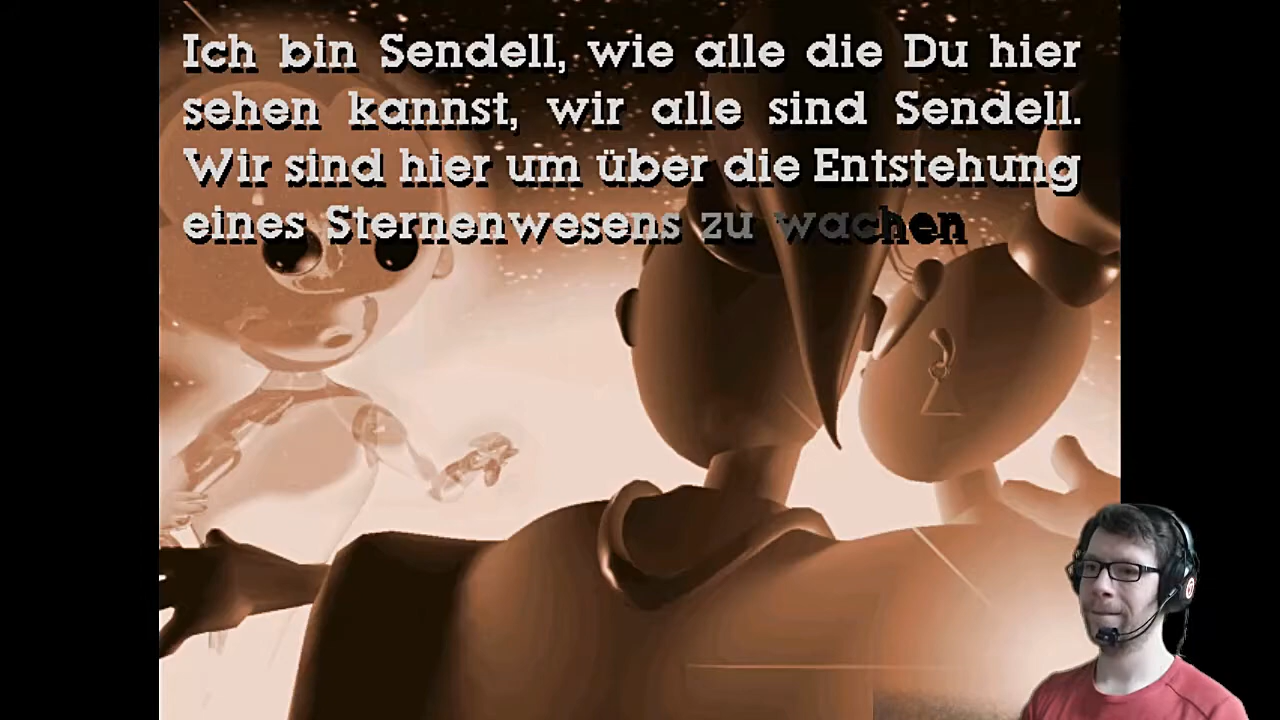 Ich bin Sendell, wie alle die Du hier
sehen kannst, wir alle sind Sendell.
Wir sind hier um über die Entstehung
eines Sternenwesens zu wachen